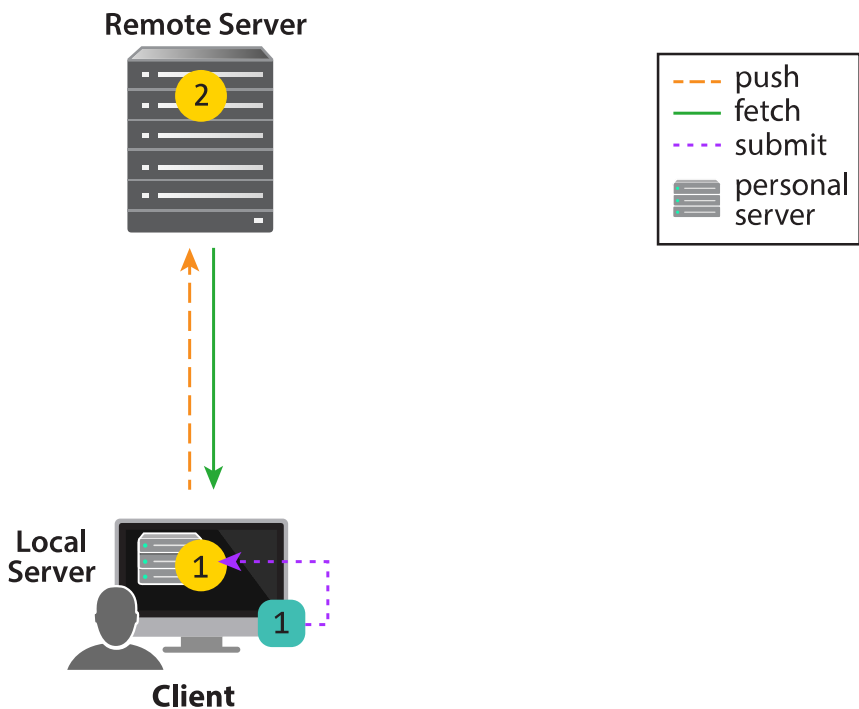 Remote Server
2
push
fetch
submit
personal
server
Local
Server
1
1
Client